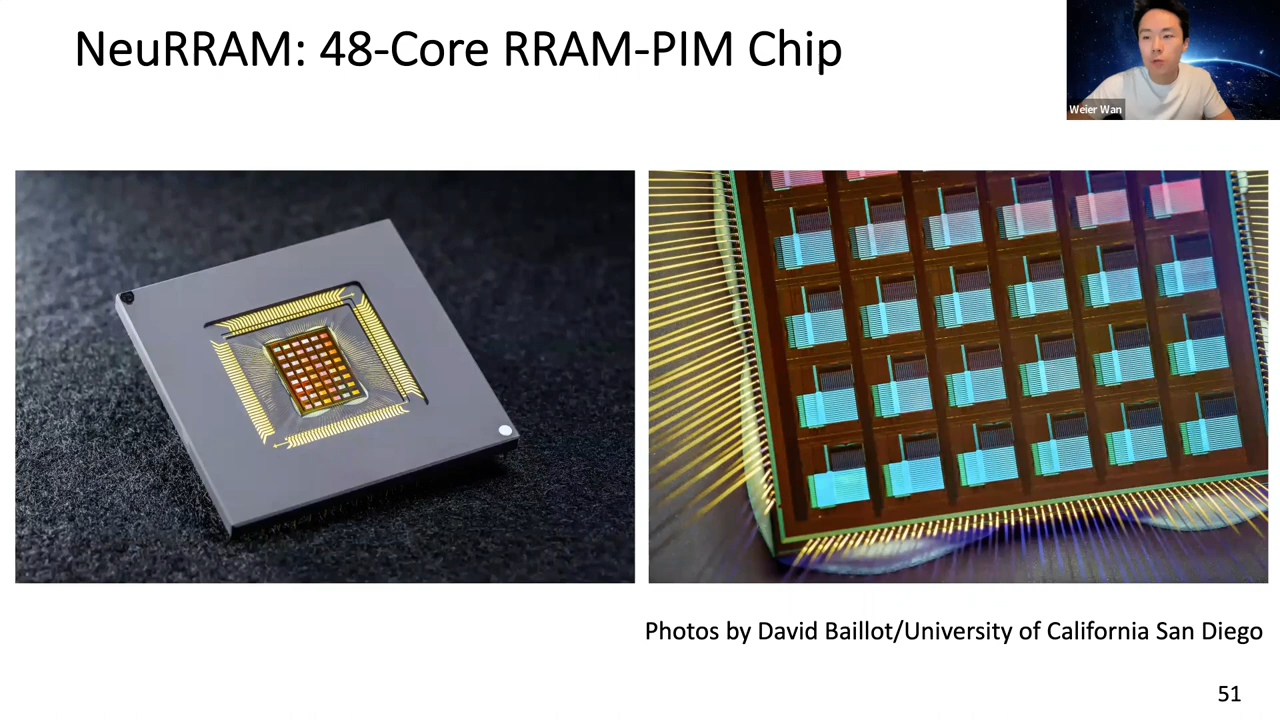 NeuRRAM: 48-Core RRAM-PIM Chip
Weier Wan
Photos by David Baillot/University of California San Diego
51